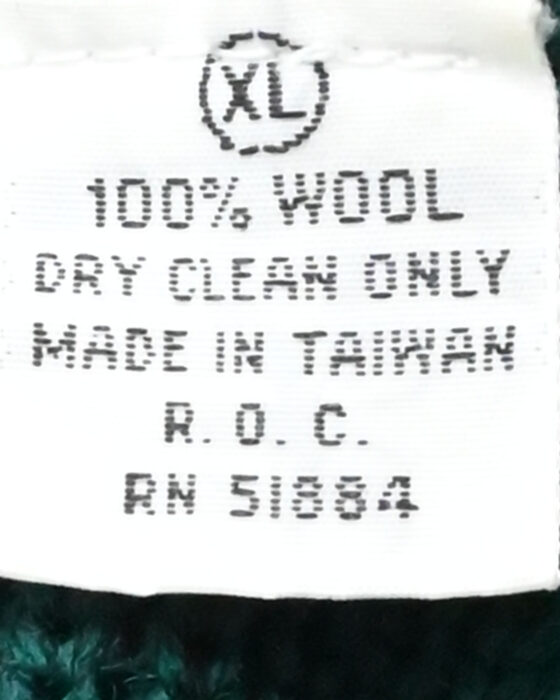 XL
100% WOOL
DRY CLEAN ONLY
MADE IN TAIWAN
R. O. C.
RN 51884